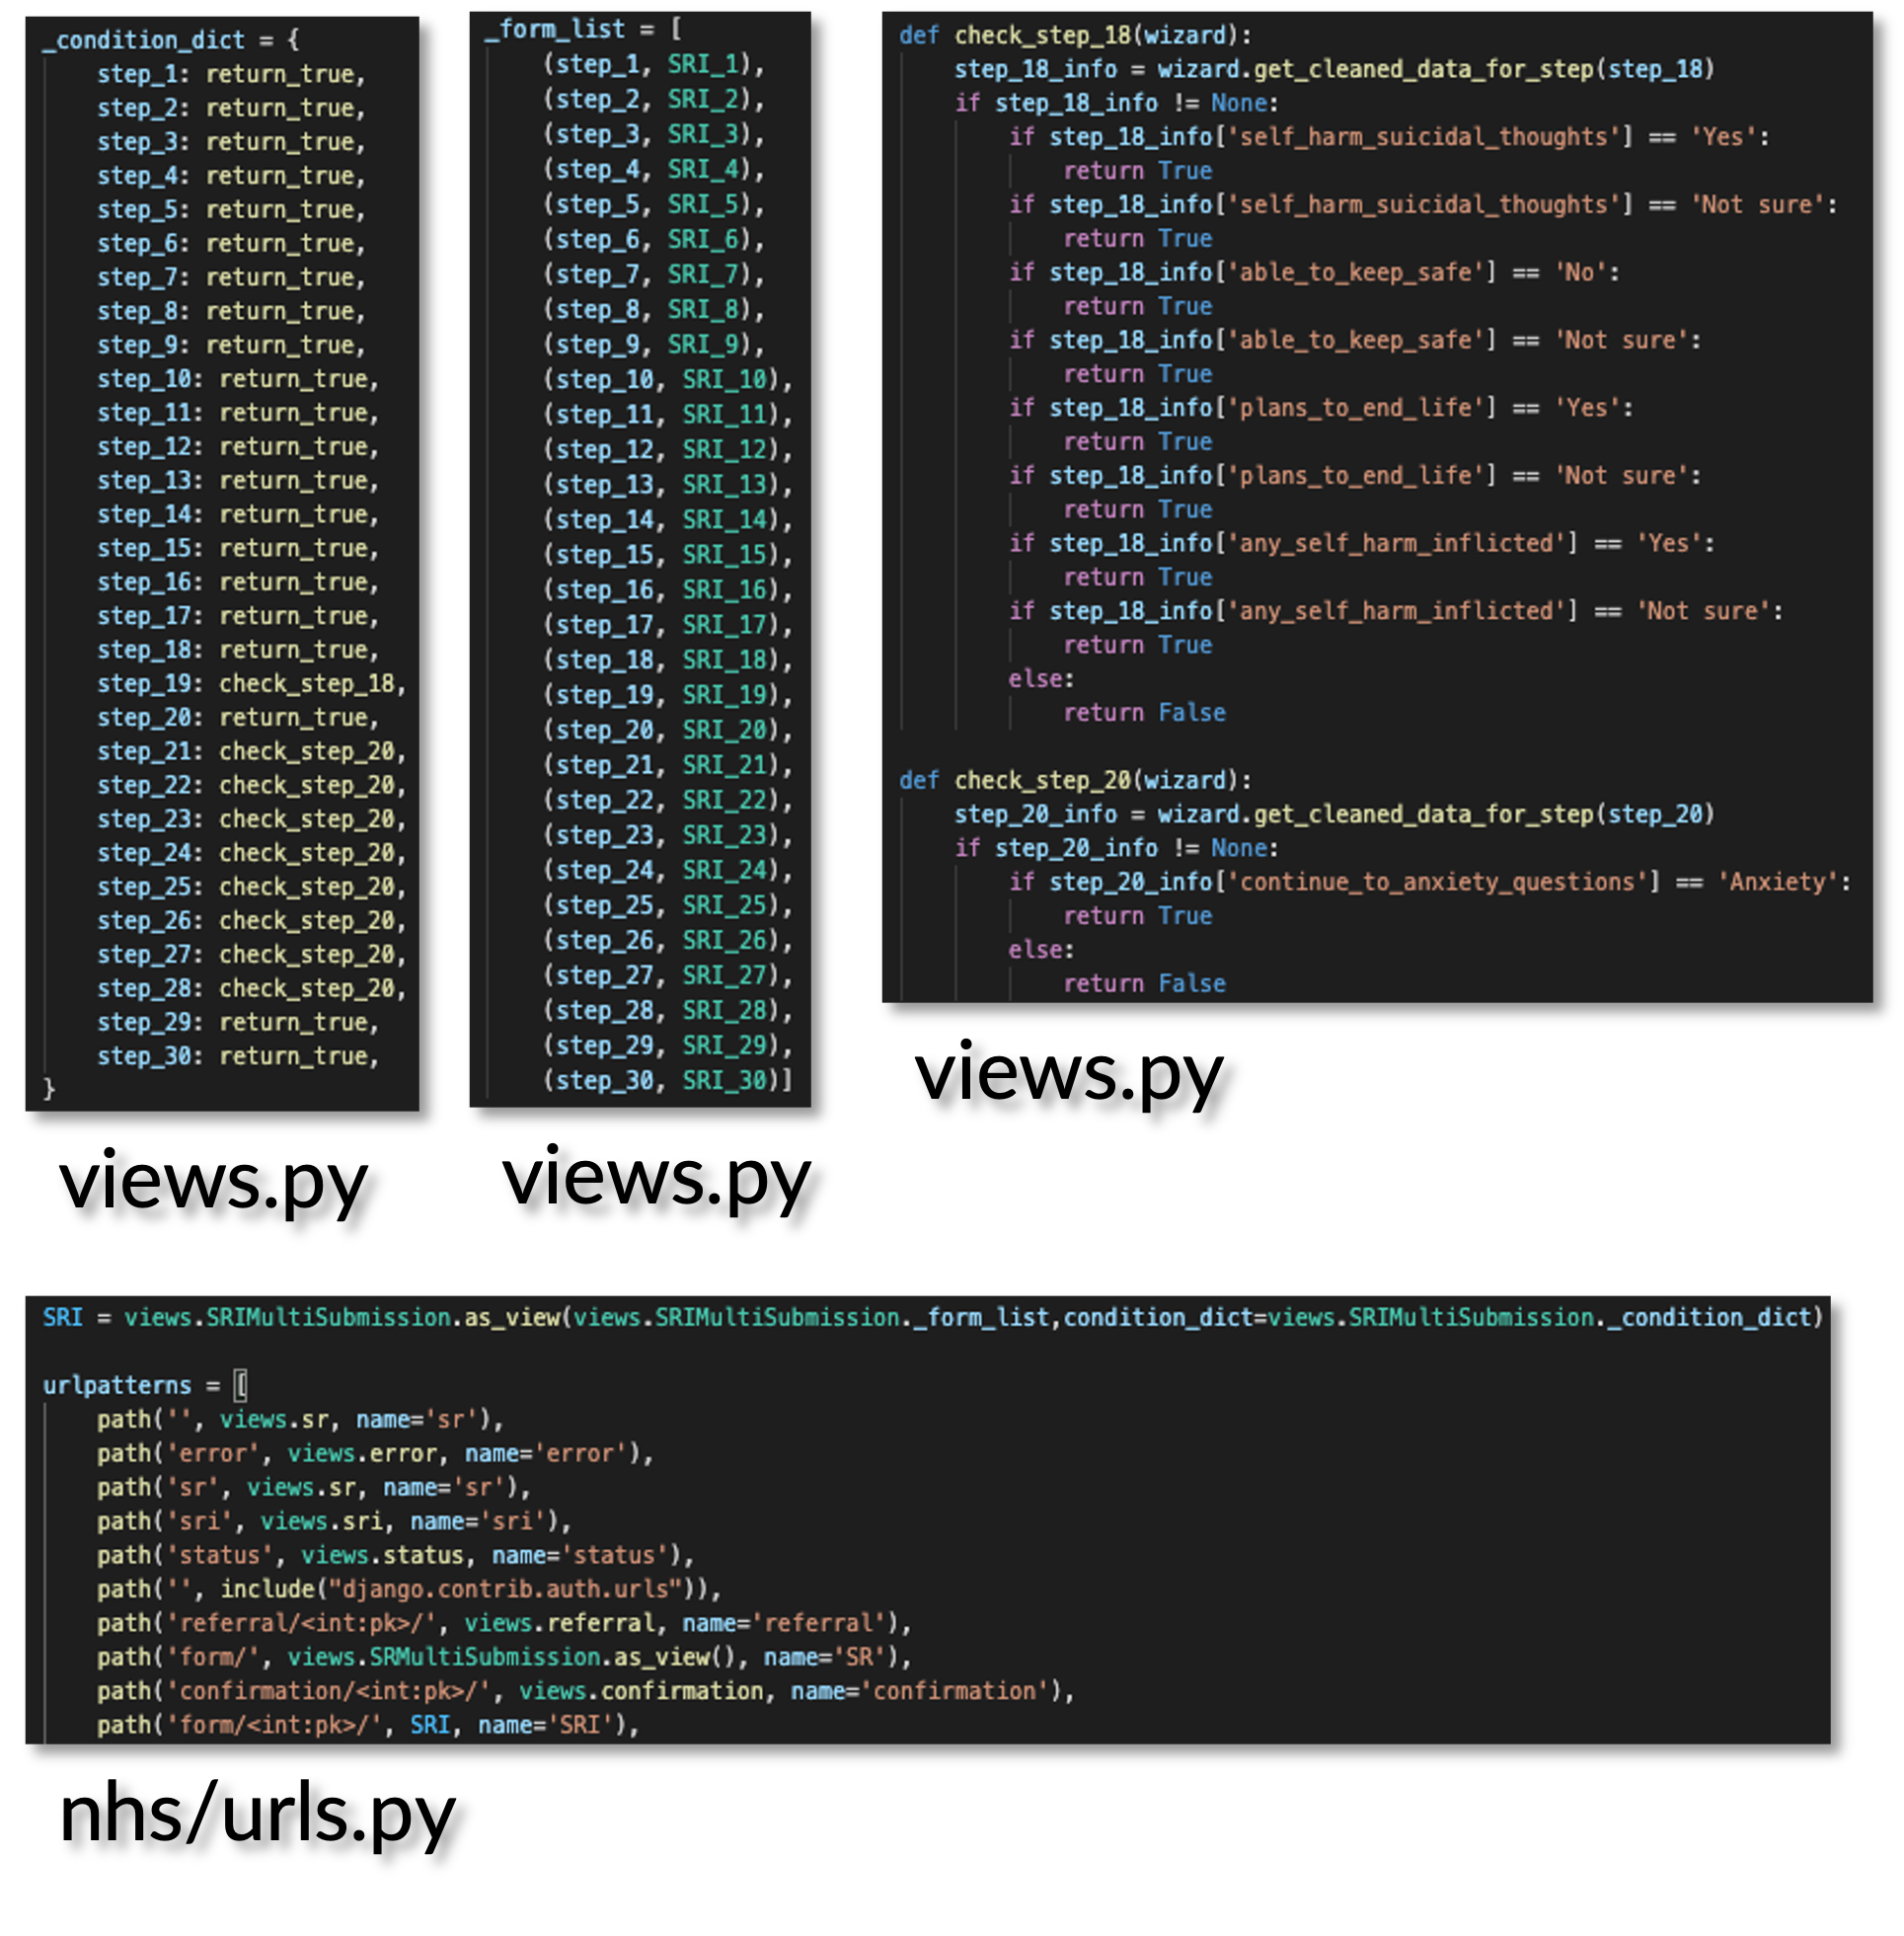 _condition_dict = {
    step_1: return_true,
    step_2: return_true,
    step_3: return_true,
    step_4: return_true,
    step_5: return_true,
    step_6: return_true,
    step_7: return_true,
    step_8: return_true,
    step_9: return_true,
    step_10: return_true,
    step_11: return_true,
    step_12: return_true,
    step_13: return_true,
    step_14: return_true,
    step_15: return_true,
    step_16: return_true,
    step_17: return_true,
    step_18: return_true,
    step_19: check_step_18,
    step_20: return_true,
    step_21: check_step_20,
    step_22: check_step_20,
    step_23: check_step_20,
    step_24: check_step_20,
    step_25: check_step_20,
    step_26: check_step_20,
    step_27: check_step_20,
    step_28: check_step_20,
    step_29: return_true,
    step_30: return_true,
}
views.py
_form_list = [
    (step_1, SRI_1),
    (step_2, SRI_2),
    (step_3, SRI_3),
    (step_4, SRI_4),
    (step_5, SRI_5),
    (step_6, SRI_6),
    (step_7, SRI_7),
    (step_8, SRI_8),
    (step_9, SRI_9),
    (step_10, SRI_10),
    (step_11, SRI_11),
    (step_12, SRI_12),
    (step_13, SRI_13),
    (step_14, SRI_14),
    (step_15, SRI_15),
    (step_16, SRI_16),
    (step_17, SRI_17),
    (step_18, SRI_18),
    (step_19, SRI_19),
    (step_20, SRI_20),
    (step_21, SRI_21),
    (step_22, SRI_22),
    (step_23, SRI_23),
    (step_24, SRI_24),
    (step_25, SRI_25),
    (step_26, SRI_26),
    (step_27, SRI_27),
    (step_28, SRI_28),
    (step_29, SRI_29),
    (step_30, SRI_30)]
views.py
def check_step_18(wizard):
    step_18_info = wizard.get_cleaned_data_for_step(step_18)
    if step_18_info != None:
        if step_18_info['self_harm_suicidal_thoughts'] == 'Yes':
            return True
        if step_18_info['self_harm_suicidal_thoughts'] == 'Not sure':
            return True
        if step_18_info['able_to_keep_safe'] == 'No':
            return True
        if step_18_info['able_to_keep_safe'] == 'Not sure':
            return True
        if step_18_info['plans_to_end_life'] == 'Yes':
            return True
        if step_18_info['plans_to_end_life'] == 'Not sure':
            return True
        if step_18_info['any_self_harm_inflicted'] == 'Yes':
            return True
        if step_18_info['any_self_harm_inflicted'] == 'Not sure':
            return True
        else:
            return False
def check_step_20(wizard):
    step_20_info = wizard.get_cleaned_data_for_step(step_20)
    if step_20_info != None:
        if step_20_info['continue_to_anxiety_questions'] == 'Anxiety':
            return True
        else:
            return False
views.py
SRI = views.SRIMultiSubmission.as_view(views.SRIMultiSubmission._form_list,condition_dict=views.SRIMultiSubmission._condition_dict)
urlpatterns = [
    path('', views.sr, name='sr'),
    path('error', views.error, name='error'),
    path('sr', views.sr, name='sr'),
    path('sri', views.sri, name='sri'),
    path('status', views.status, name='status'),
    path('', include("django.contrib.auth.urls")),
    path('referral/<int:pk>/', views.referral, name='referral'),
    path('form/', views.SRMultiSubmission.as_view(), name='SR'),
    path('confirmation/<int:pk>/', views.confirmation, name='confirmation'),
    path('form/<int:pk>/', SRI, name='SRI'),
nhs/urls.py